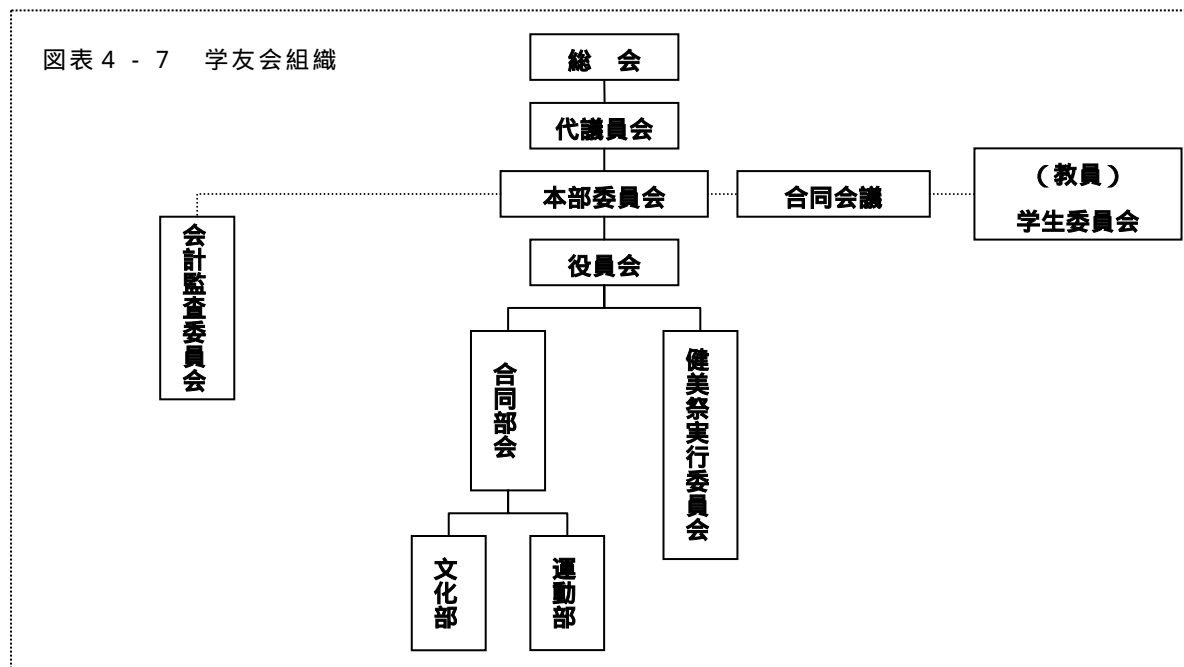 図表4-7 学友会組織
総 会
代議員会
本部委員会
合同会議
(教員)
学生委員会
会計監査委員会
役員会
合同部会
健美祭実行委員会
文化部
運動部